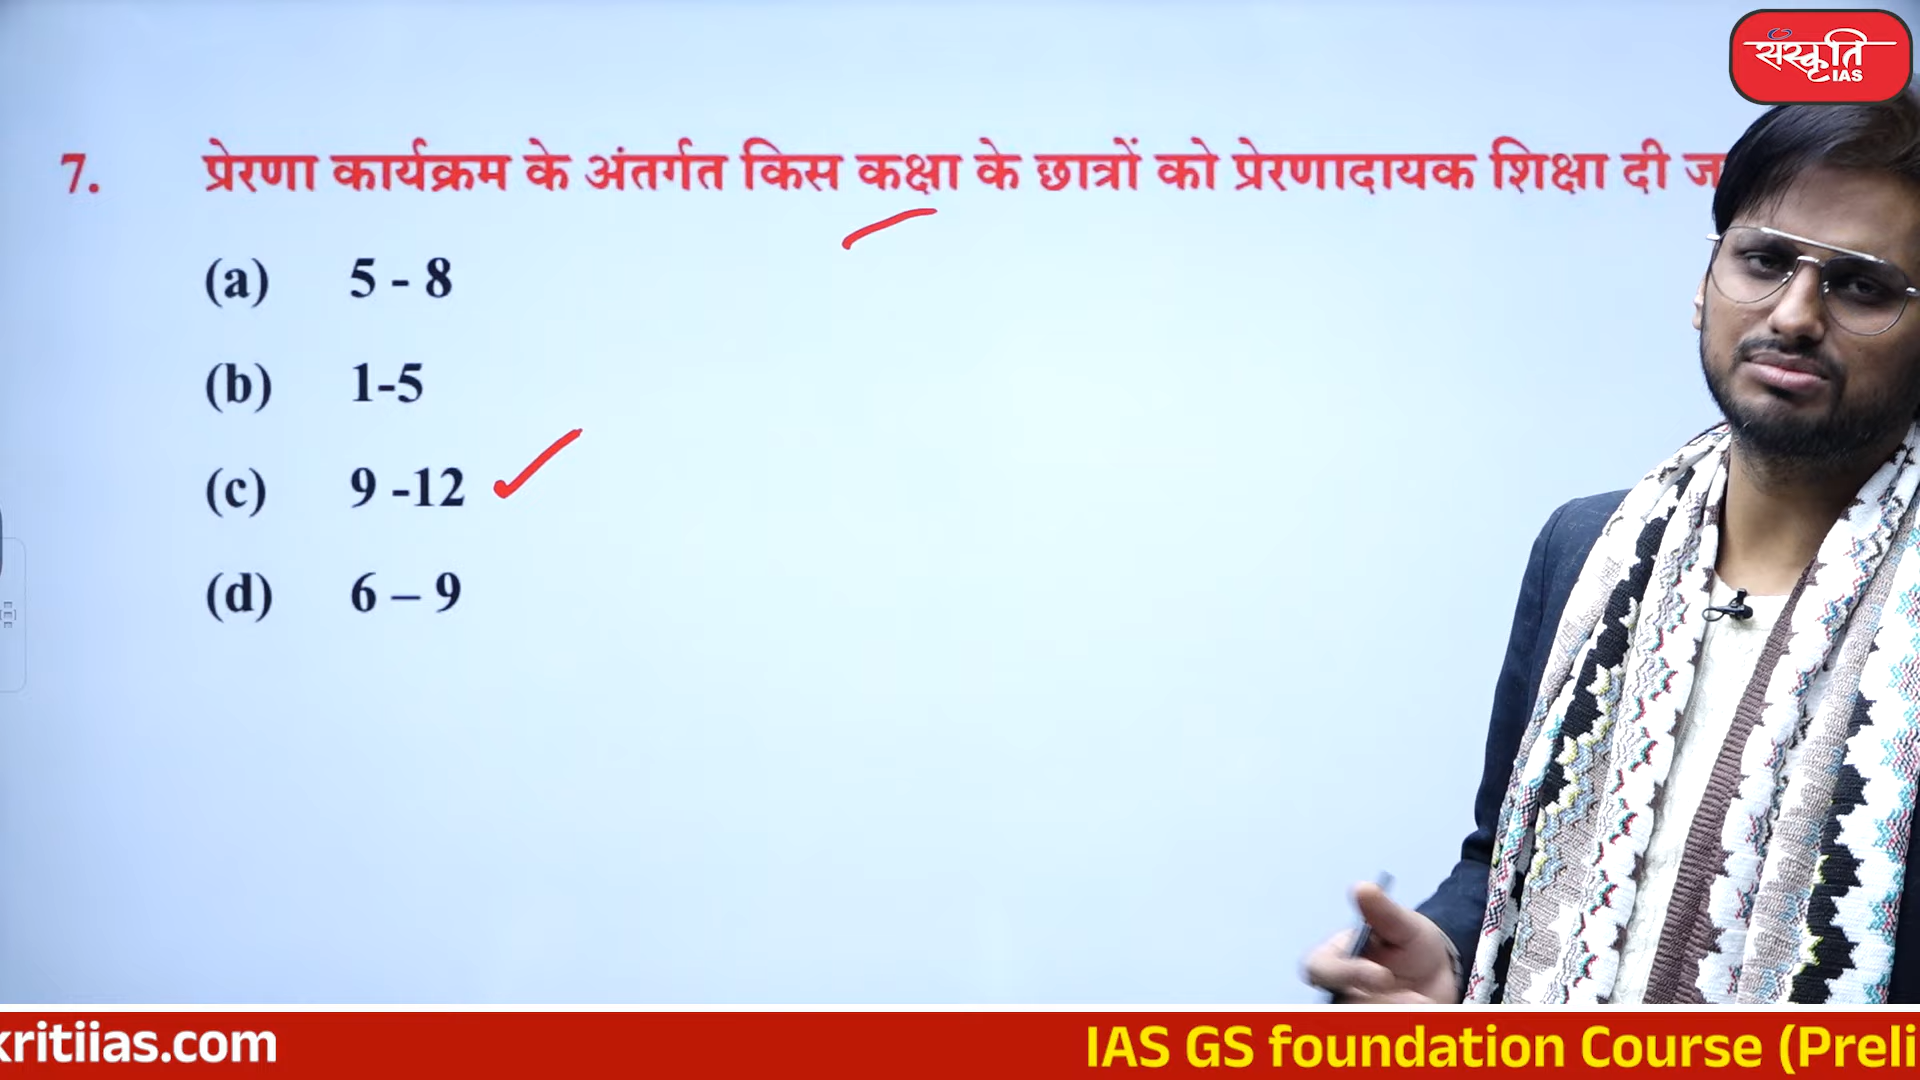 संस्कृति
IAS
7. प्रेरणा कार्यक्रम के अंतर्गत किस कक्षा के छात्रों को प्रेरणादायक शिक्षा दी
(a) 5 - 8
(b) 1-5
(c) 9 -12
(d) 6 – 9
kritiias.com
IAS GS foundation Course (Preli